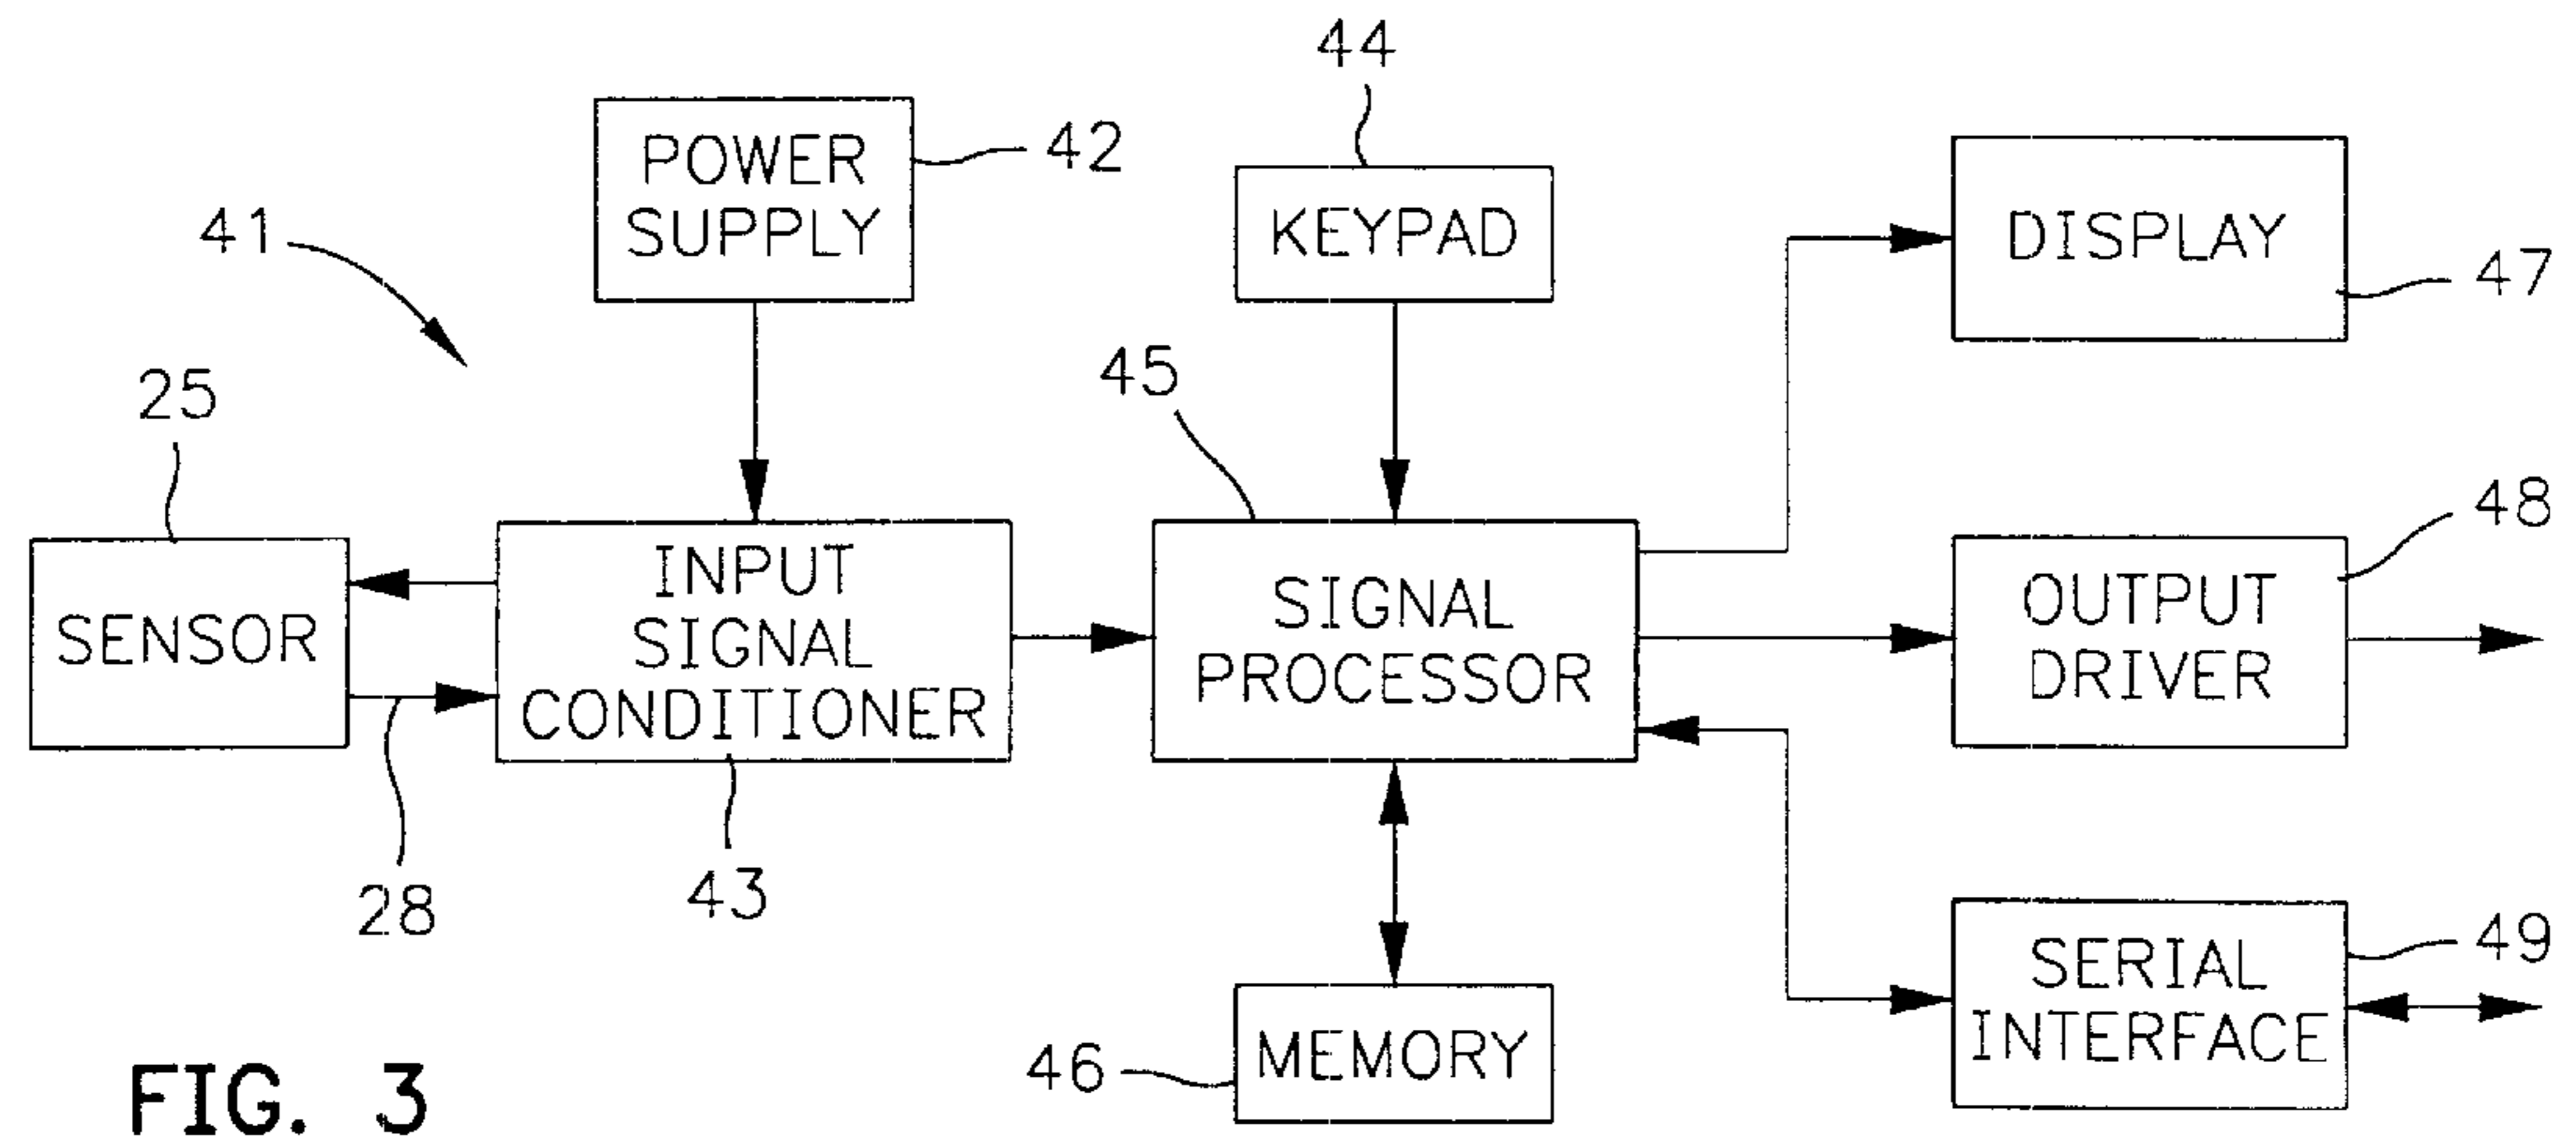 44
POWER
SUPPLY
42
KEYPAD
DISPLAY
47
41
25
45
48
SENSOR
INPUT
SIGNAL
CONDITIONER
SIGNAL
PROCESSOR
OUTPUT
DRIVER
28
43
SERIAL
INTERFACE
49
46
MEMORY
FIG. 3